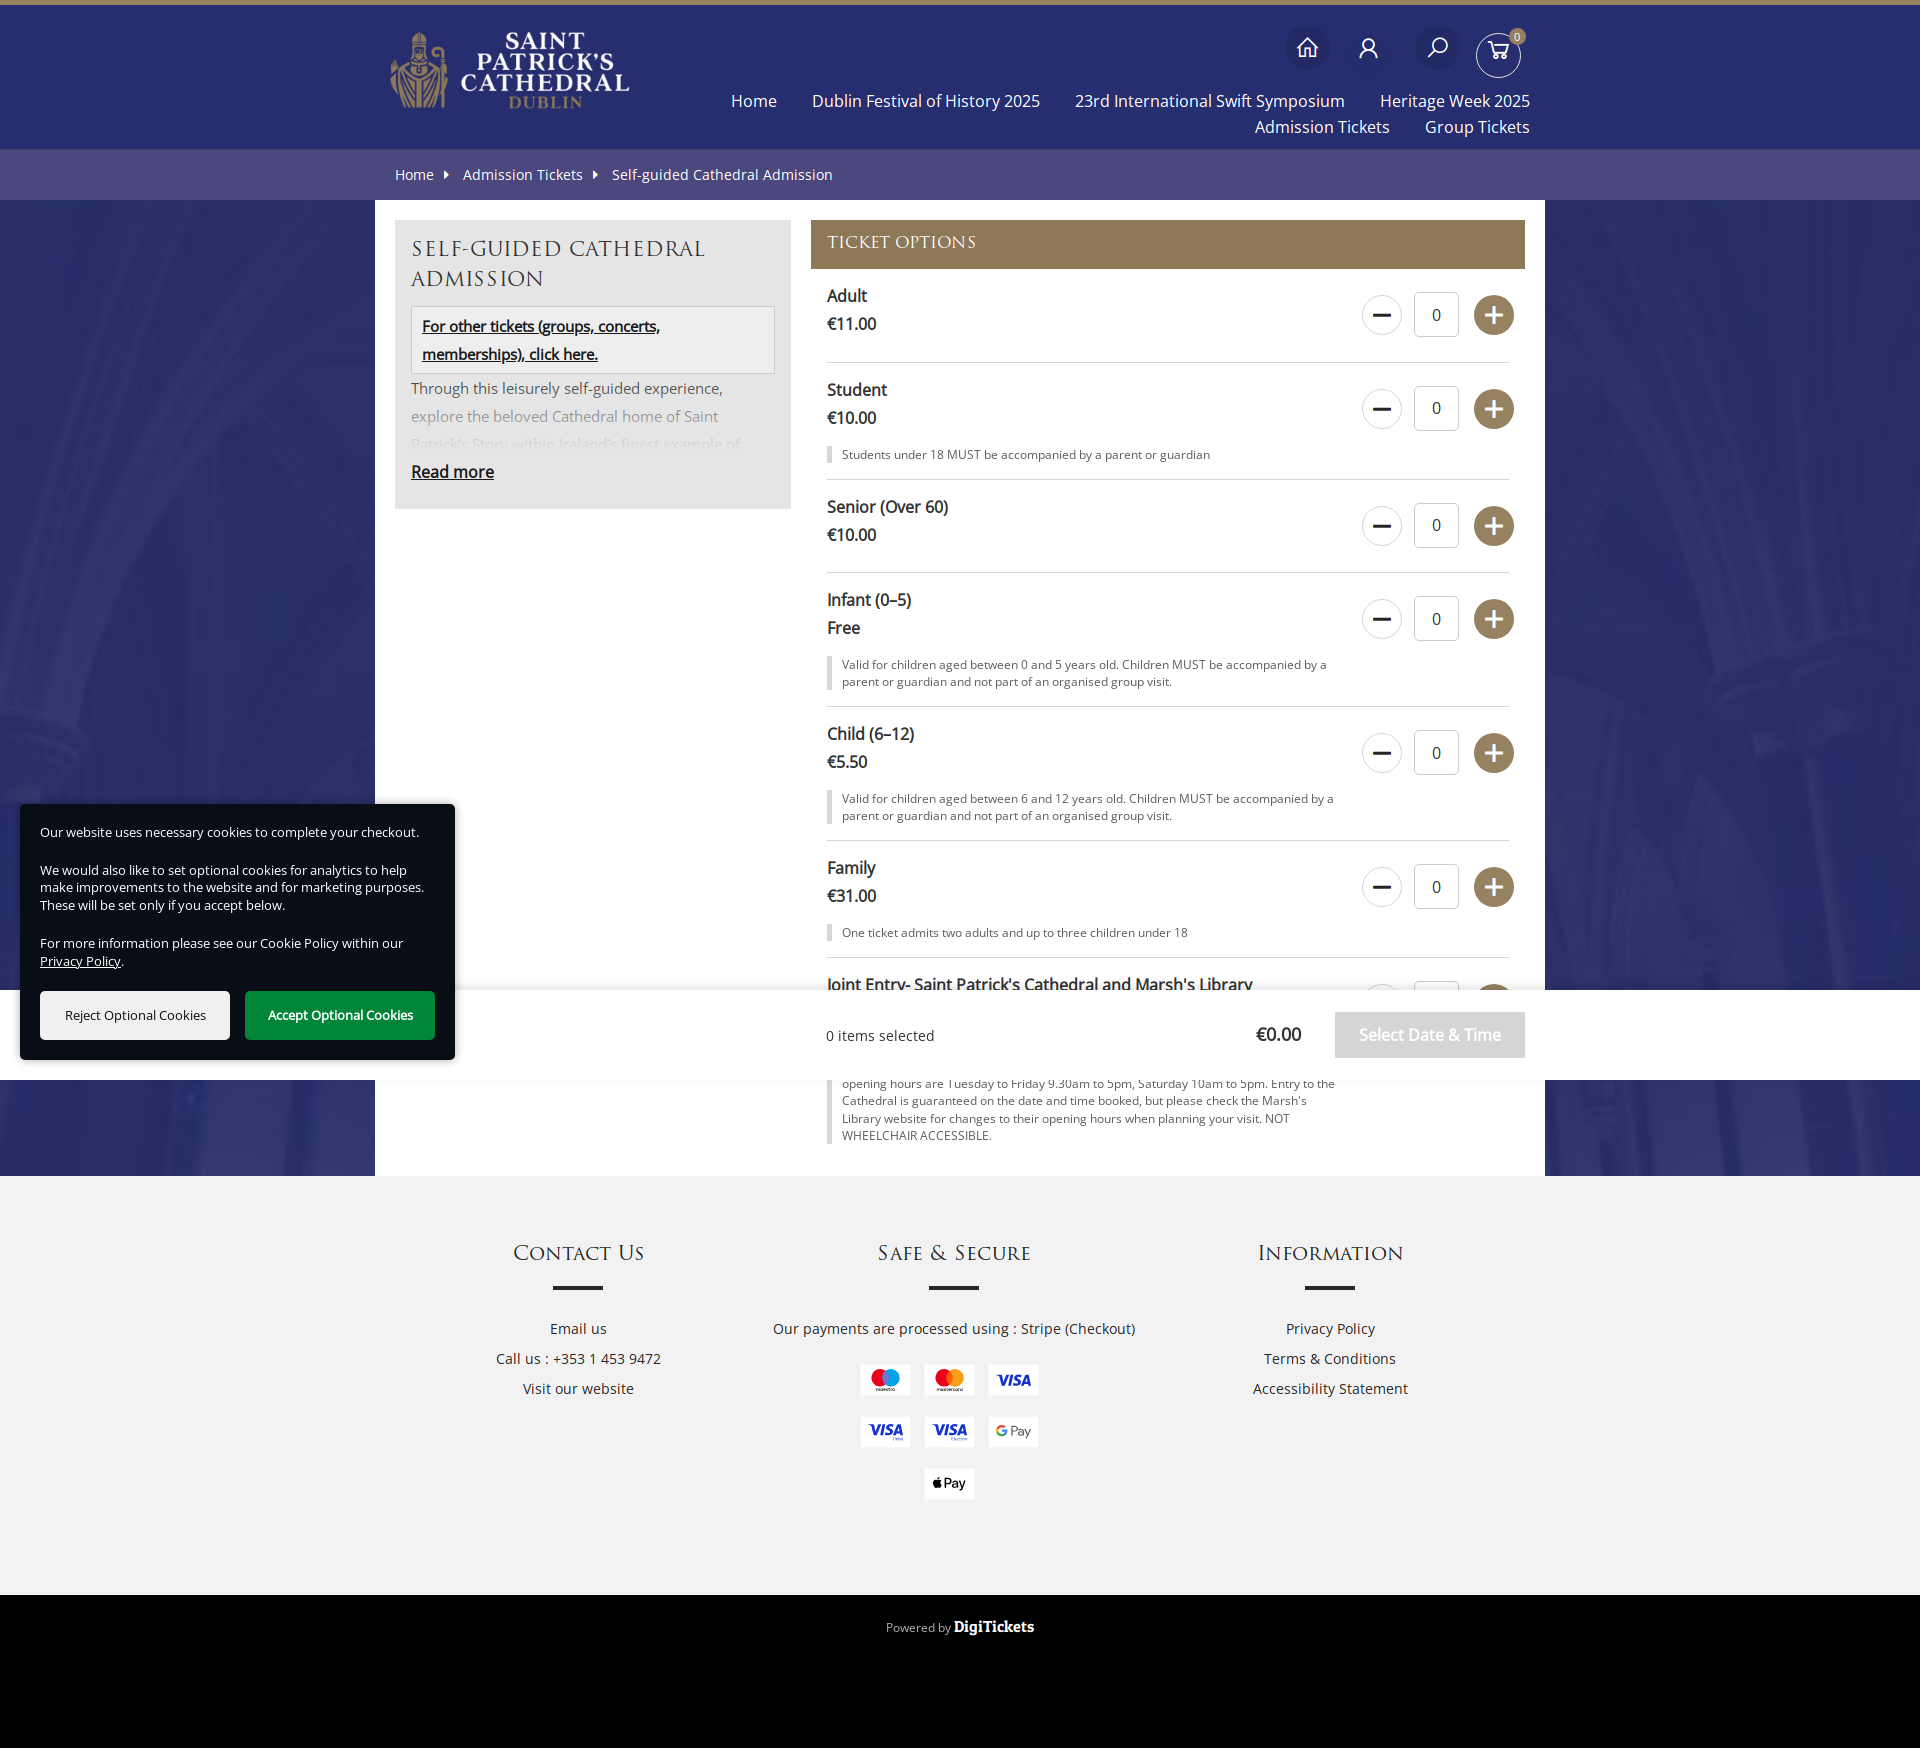 SAINT
PATRICK'S
CATHEDRAL
DUBLIN
0
Home
Dublin Festival of History 2025
23rd International Swift Symposium
Heritage Week 2025
Admission Tickets
Group Tickets
Home
Admission Tickets
Self-guided Cathedral Admission
SELF-GUIDED CATHEDRAL
ADMISSION
For other tickets (groups, concerts,
memberships), click here.
Through this leisurely self-guided experience,
explore the beloved Cathedral home of Saint
Patrick's Story within Ireland's finest example of
Read more
TICKET OPTIONS
Adult
€11.00
0
Student
€10.00
0
Students under 18 MUST be accompanied by a parent or guardian
Senior (Over 60)
€10.00
0
Infant (0–5)
Free
0
Valid for children aged between 0 and 5 years old. Children MUST be accompanied by a
parent or guardian and not part of an organised group visit.
Child (6–12)
€5.50
0
Valid for children aged between 6 and 12 years old. Children MUST be accompanied by a
parent or guardian and not part of an organised group visit.
Family
€31.00
0
One ticket admits two adults and up to three children under 18
Joint Entry- Saint Patrick's Cathedral and Marsh's Library
Our website uses necessary cookies to complete your checkout.
We would also like to set optional cookies for analytics to help
make improvements to the website and for marketing purposes.
These will be set only if you accept below.
For more information please see our Cookie Policy within our
Privacy Policy.
Reject Optional Cookies
Accept Optional Cookies
0 items selected
€0.00
Select Date & Time
opening hours are Tuesday to Friday 9.30am to 5pm, Saturday 10am to 5pm. Entry to the
Cathedral is guaranteed on the date and time booked, but please check the Marsh's
Library website for changes to their opening hours when planning your visit. NOT
WHEELCHAIR ACCESSIBLE.
Contact Us
Email us
Call us : +353 1 453 9472
Visit our website
Safe & Secure
Our payments are processed using : Stripe (Checkout)
maestro
mastercard
VISA
VISA
Debit
VISA
Electron
G Pay
Pay
Information
Privacy Policy
Terms & Conditions
Accessibility Statement
Powered by DigiTickets